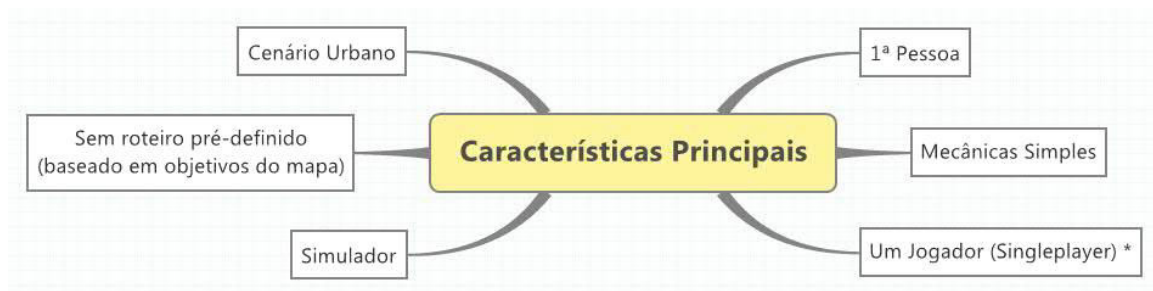 Cenário Urbano
1ª Pessoa
Sem roteiro pré-definido
(baseado em objetivos do mapa)
Características Principais
Mecânicas Simples
Simulador
Um Jogador (Singleplayer) *